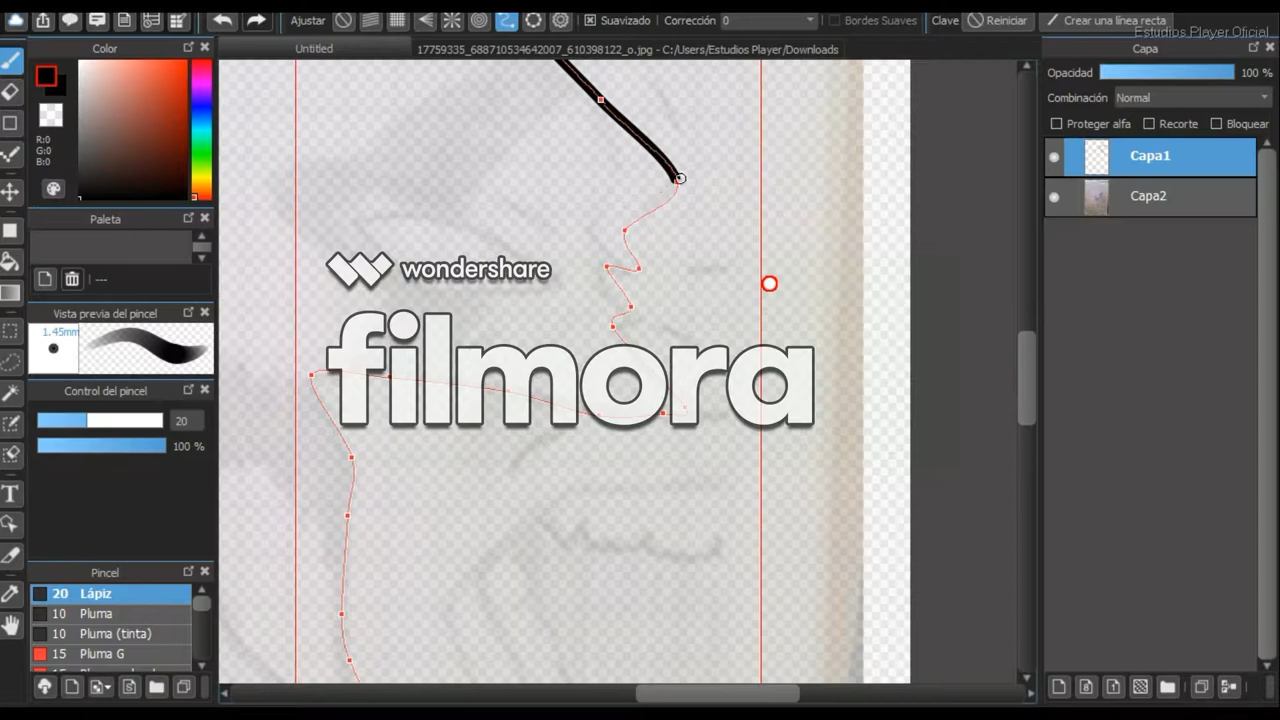 Ajustar Suavizado Corrección 0 Bordes Suaves Clave Reiniciar Crear una línea recta
Estudios Player Oficial
Color
Untitled
17759335_688710534642007_610398122_o.jpg - C:/Users/Estudios Player/Downloads
Capa
Opacidad 100 %
Combinación Normal
Proteger alfa Recorte Bloquear
R:0
G:0
B:0
Capa1
Capa2
Paleta
---
wondershare
filmora
Vista previa del pincel
1.45mm
Control del pincel
20
100 %
Pincel
20 Lápiz
10 Pluma
10 Pluma (tinta)
15 Pluma G